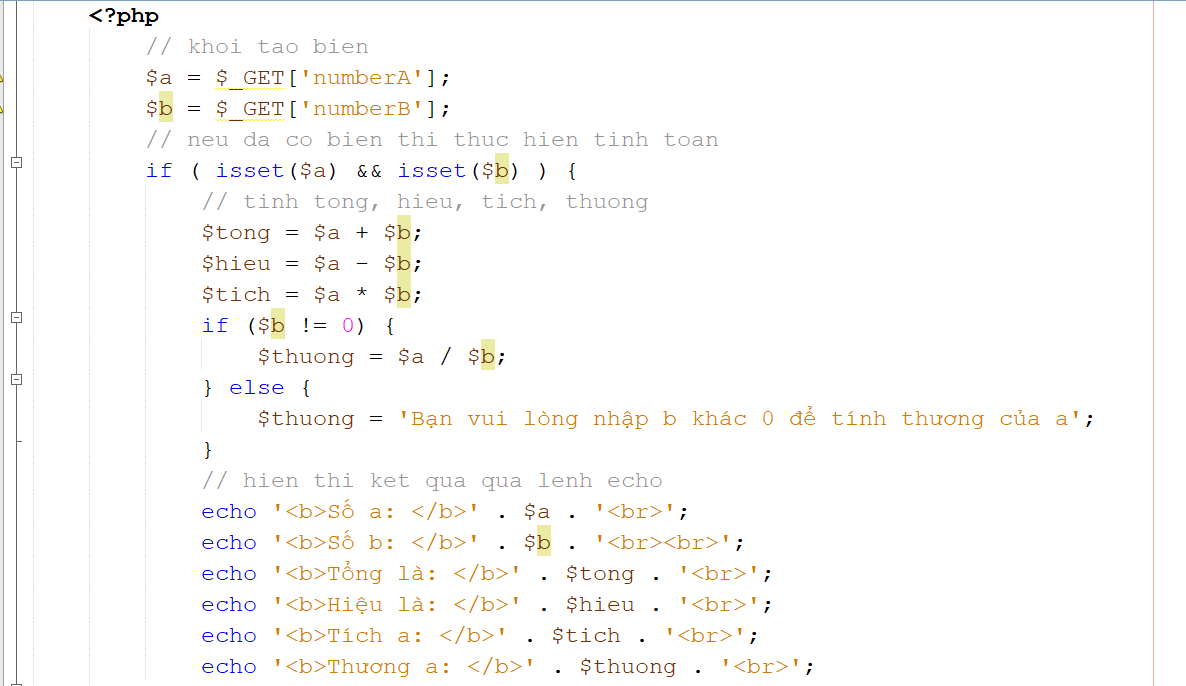 <?php
// khoi tao bien
$a = $_GET['numberA'];
$b = $_GET['numberB'];
// neu da co bien thi thuc hien tinh toan
if ( isset($a) && isset($b) ) {
// tinh tong, hieu, tich, thuong
$tong = $a + $b;
$hieu = $a - $b;
$tich = $a * $b;
if ($b != 0) {
$thuong = $a / $b;
} else {
$thuong = 'Bạn vui lòng nhập b khác 0 để tính thương của a';
}
// hien thi ket qua qua lenh echo
echo '<b>Số a: </b>' . $a . '<br>';
echo '<b>Số b: </b>' . $b . '<br><br>';
echo '<b>Tổng là: </b>' . $tong . '<br>';
echo '<b>Hiệu là: </b>' . $hieu . '<br>';
echo '<b>Tích a: </b>' . $tich . '<br>';
echo '<b>Thương a: </b>' . $thuong . '<br>';